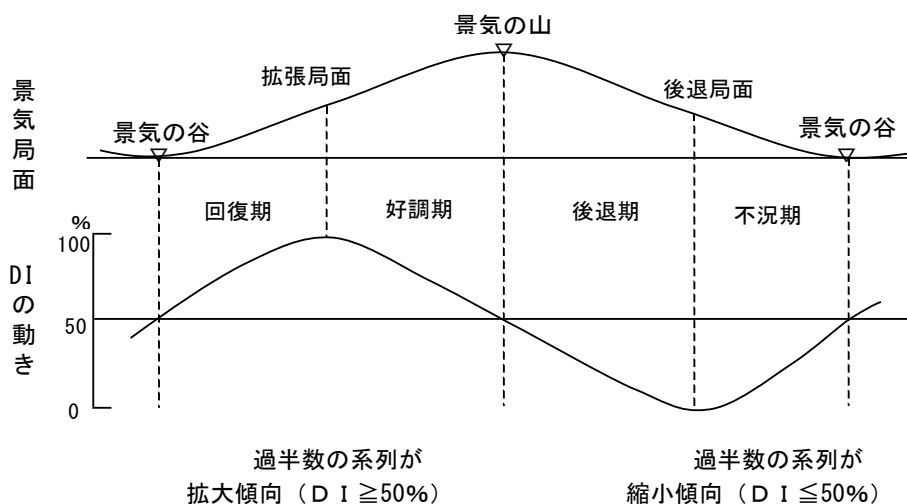 景気の山
拡張局面
後退局面
景気の谷
景気の谷
景気局面
回復期
好調期
後退期
不況期
%
100
50
0
DIの動き
過半数の系列が
拡大傾向(DI≧50%)
過半数の系列が
縮小傾向(DI≦50%)